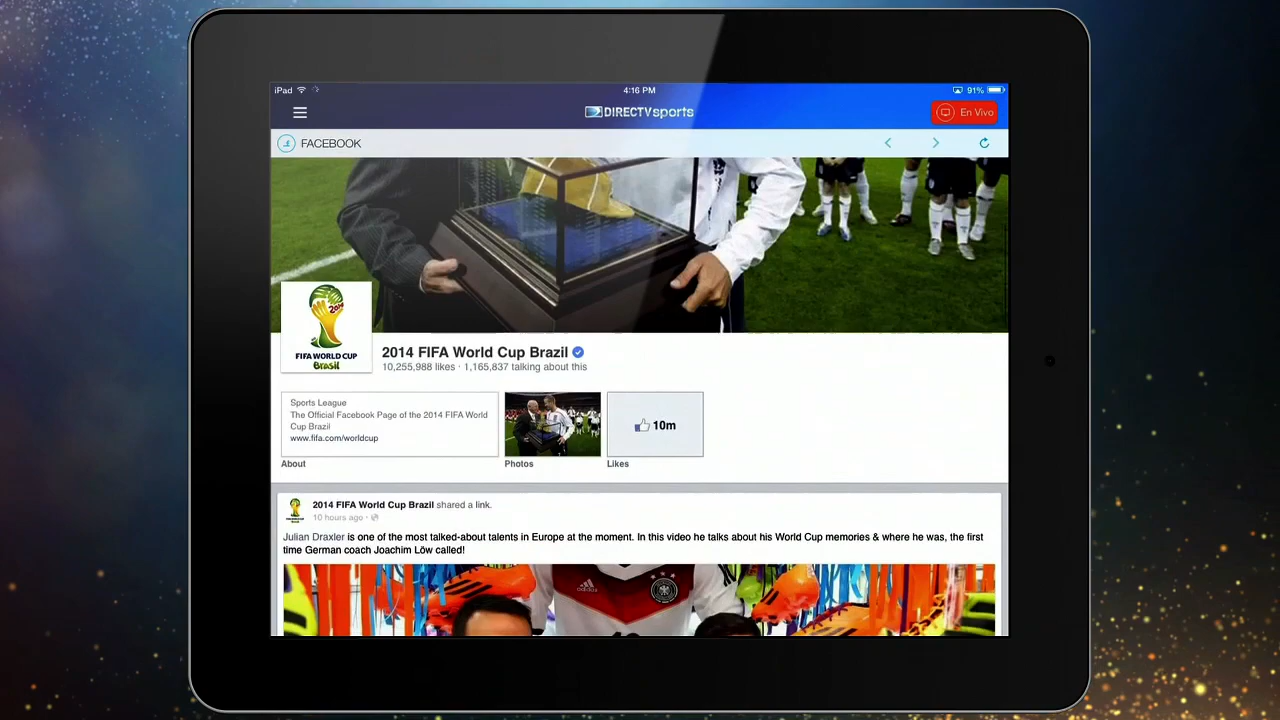 iPad
4:16 PM
91%
DIRECTV sports
En Vivo
FACEBOOK
2014
FIFA WORLD CUP
Brasil
2014 FIFA World Cup Brazil
10,255,988 likes · 1,165,837 talking about this
Sports League
The Official Facebook Page of the 2014 FIFA World
Cup Brazil
www.fifa.com/worldcup
10m
About
Photos
Likes
2014 FIFA World Cup Brazil shared a link.
10 hours ago ·
Julian Draxler is one of the most talked-about talents in Europe at the moment. In this video he talks about his World Cup memories & where he was, the first
time German coach Joachim Löw called!
adidas